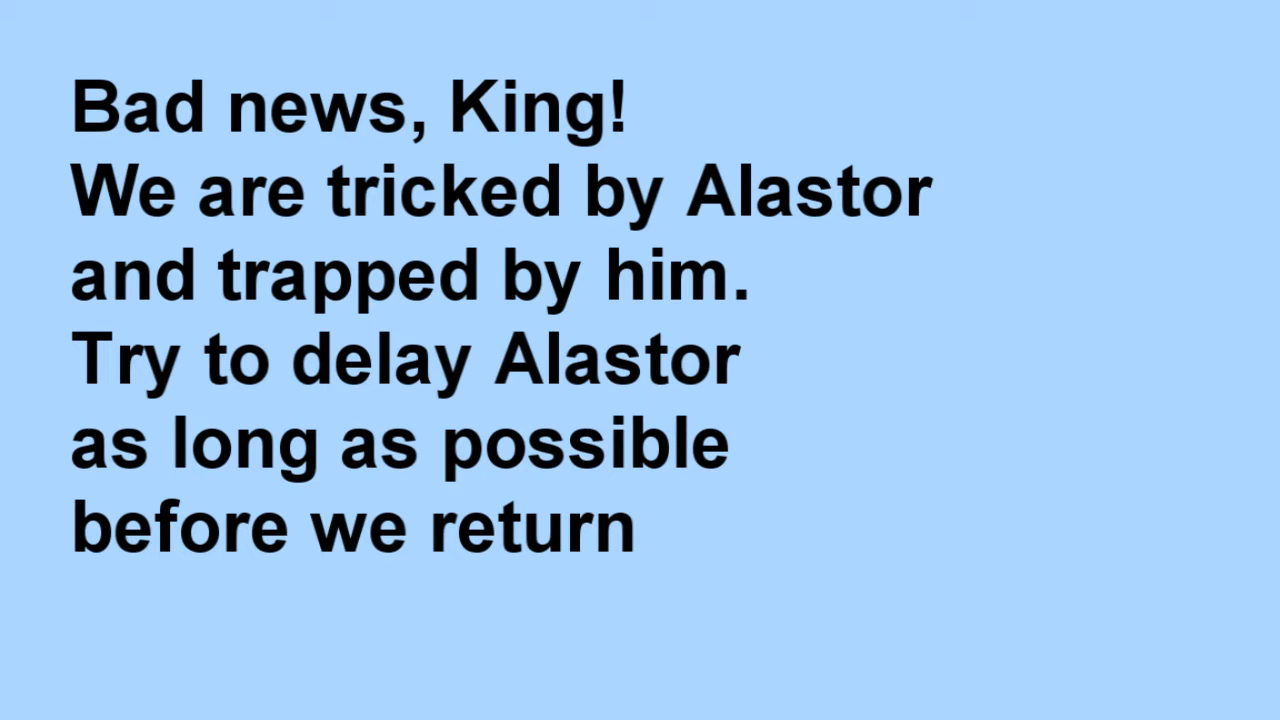 Bad news, King!
We are tricked by Alastor
and trapped by him.
Try to delay Alastor
as long as possible
before we return